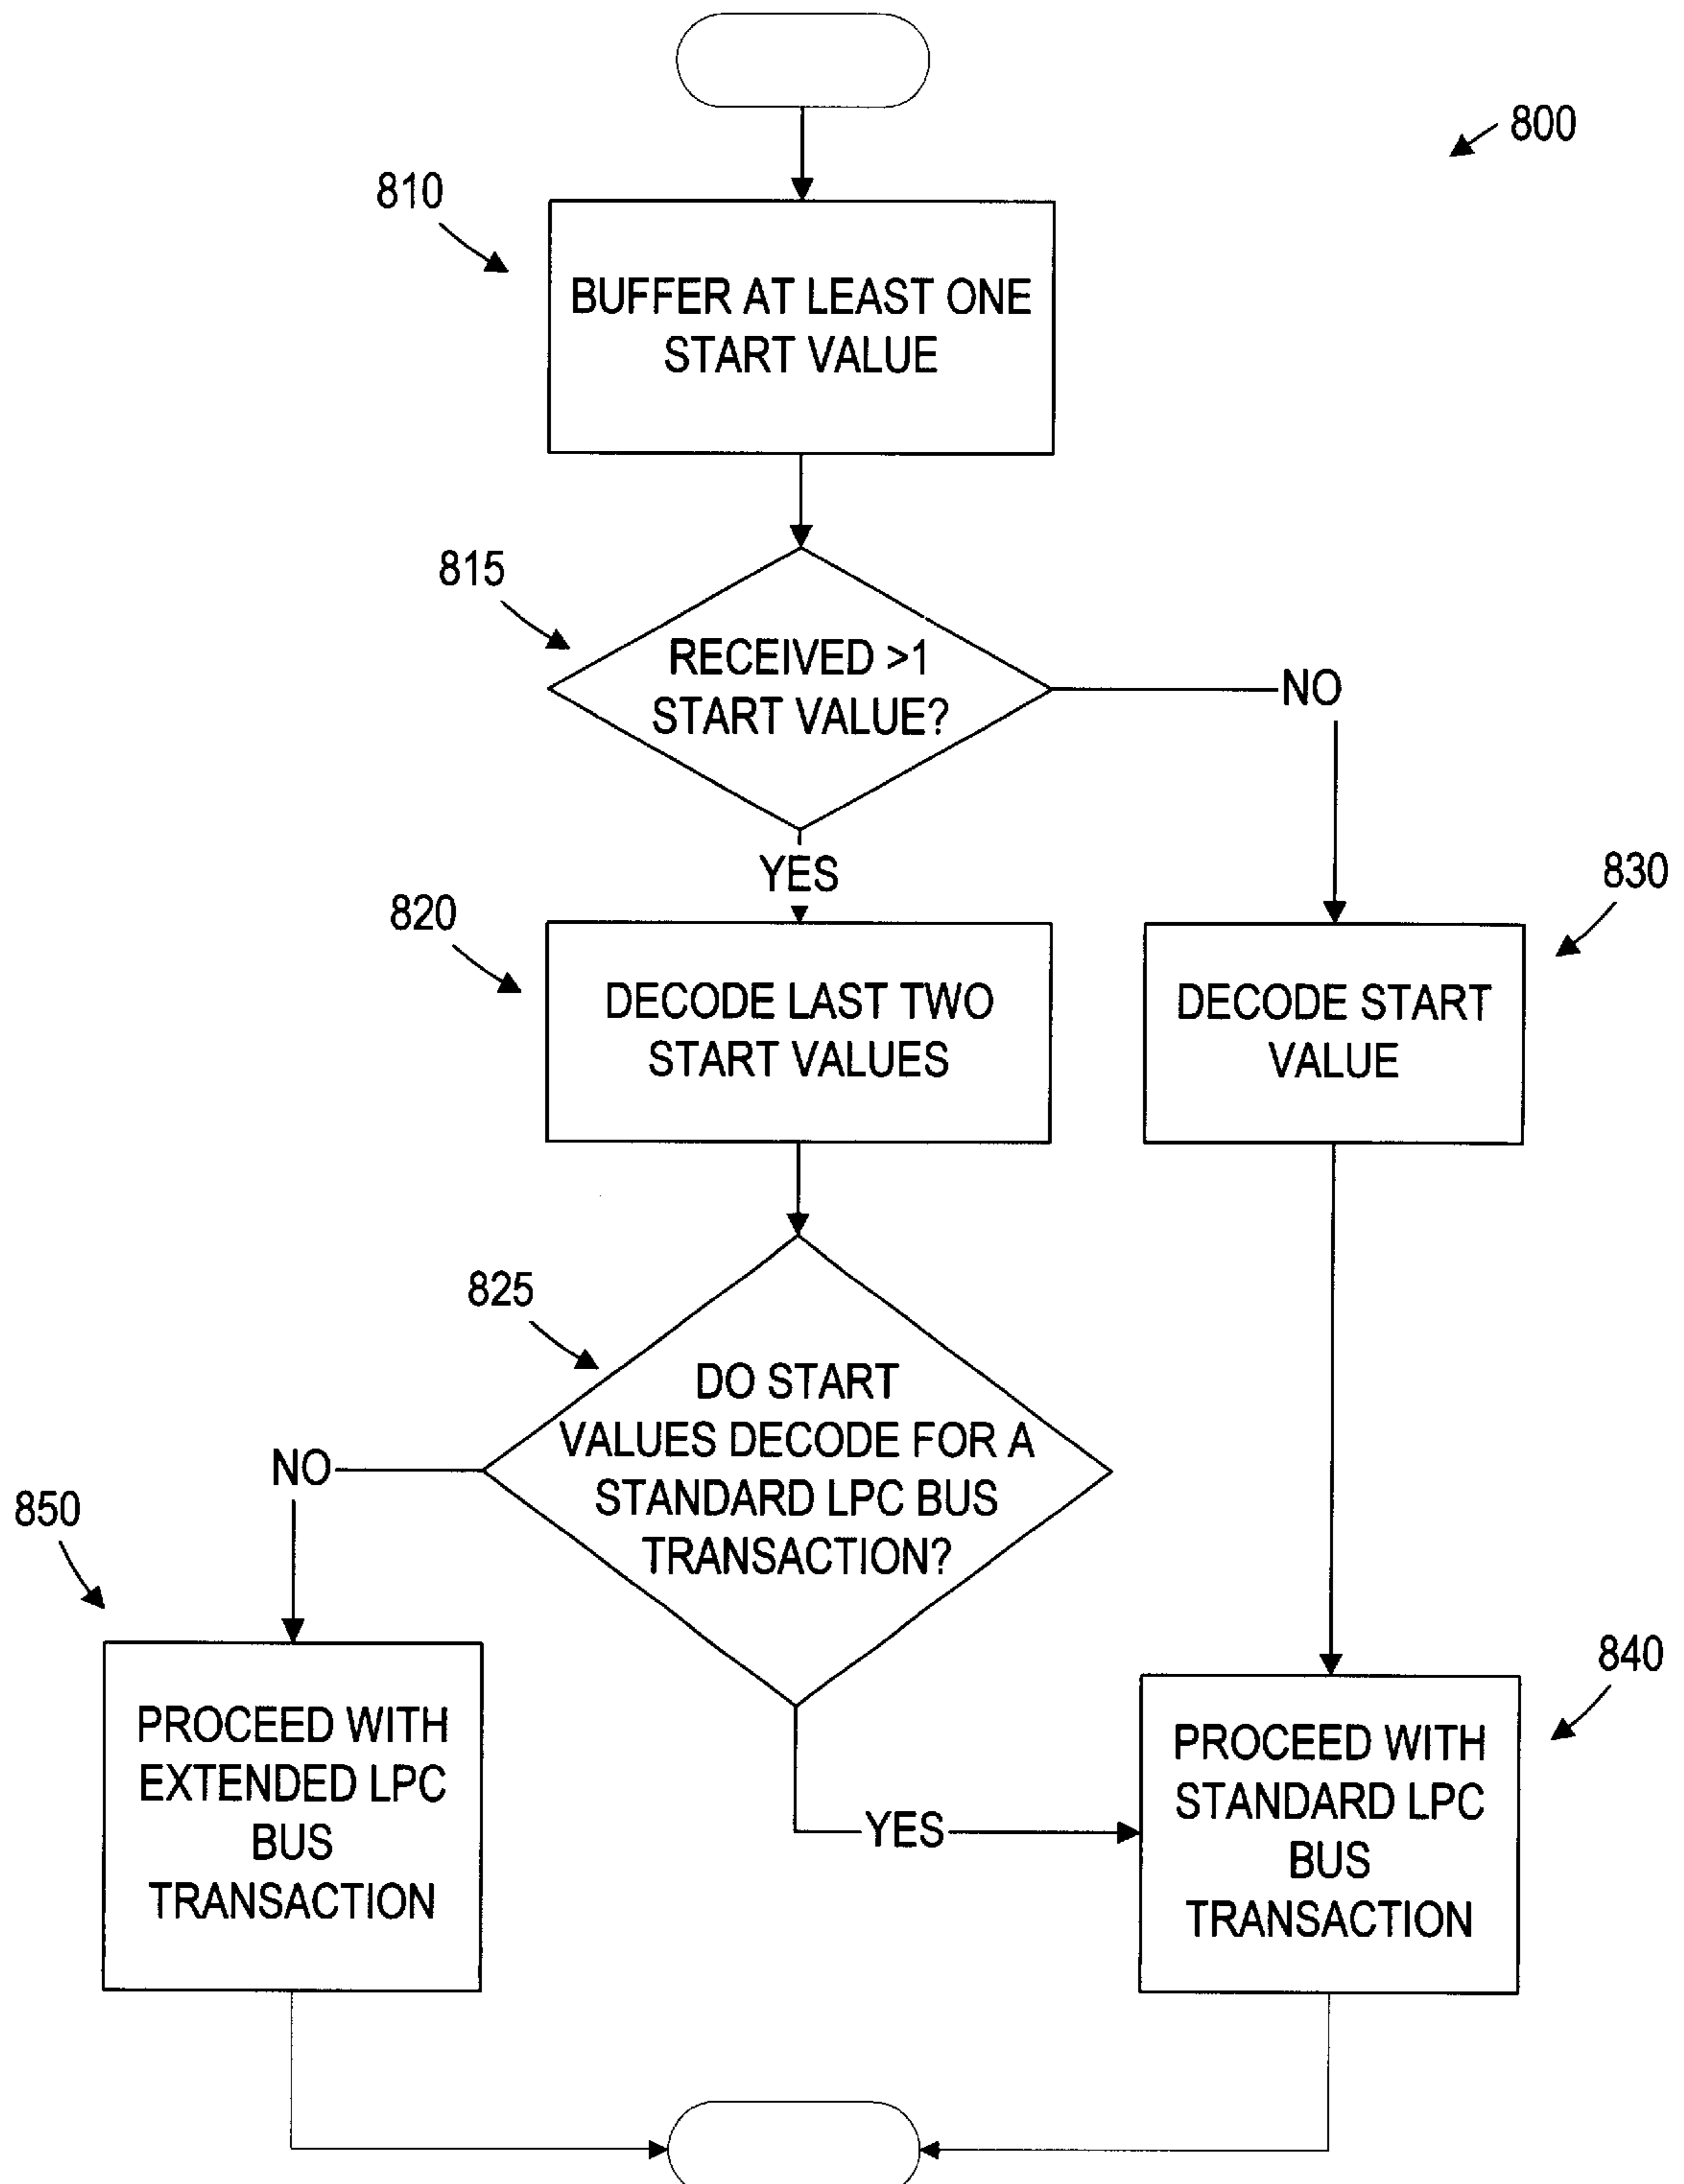 800
810
BUFFER AT LEAST ONE
START VALUE
815
RECEIVED >1
START VALUE?
NO
YES
820
830
DECODE LAST TWO
START VALUES
DECODE START
VALUE
825
DO START
VALUES DECODE FOR A
STANDARD LPC BUS
TRANSACTION?
NO
850
840
PROCEED WITH
EXTENDED LPC
BUS
TRANSACTION
YES
PROCEED WITH
STANDARD LPC
BUS
TRANSACTION